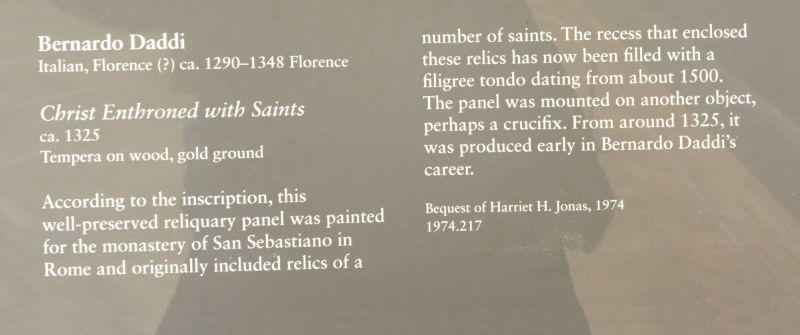 Bernardo Daddi
Italian, Florence (?) ca. 1290–1348 Florence
Christ Enthroned with Saints
ca. 1325
Tempera on wood, gold ground
According to the inscription, this
well-preserved reliquary panel was painted
for the monastery of San Sebastiano in
Rome and originally included relics of a
number of saints. The recess that enclosed
these relics has now been filled with a
filigree tondo dating from about 1500.
The panel was mounted on another object,
perhaps a crucifix. From around 1325, it
was produced early in Bernardo Daddi's
career.
Bequest of Harriet H. Jonas, 1974
1974.217